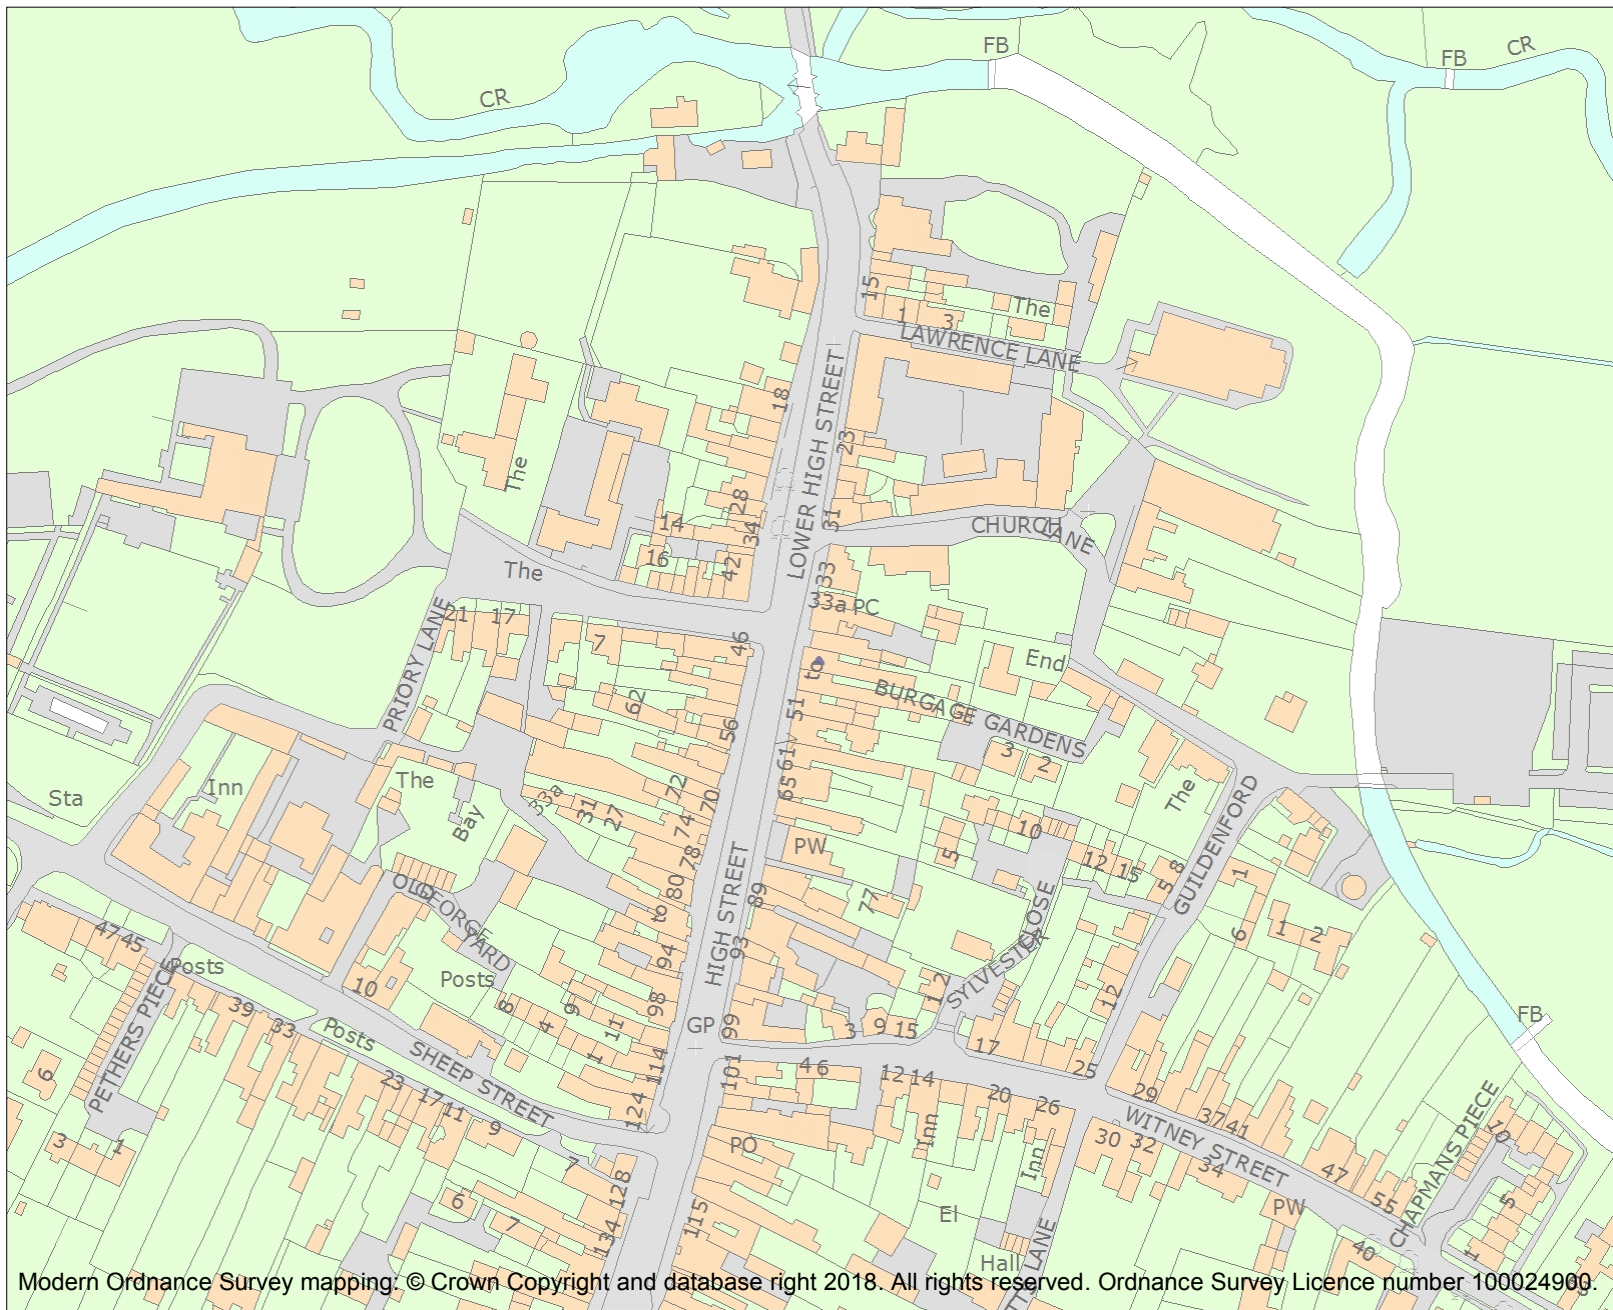 FB
FB
CR
CR
15
The
1
3
LAWRENCE LANE
18
LOWER HIGH STREET
23
The
28
31
14
34
CHURCH LANE
16
42
The
33
33a
PC
21
17
7
46
PRIORY LANE
End
to
62
BURGAGE GARDENS
51
56
61
3
2
Inn
The
72
65
The
Sta
33a
31
27
70
GUILDENFORD
Bay
74
10
78
PW
5
12
15
8
5
1
OLD GEORGE YARD
80
89
77
to
47
45
HIGH STREET
93
CLOSE
6
1
2
Posts
94
SYLVESTER
10
Posts
98
12
12
39
33
Posts
8
4
9
11
GP
99
3
9
15
FB
PETHERS PIECE
SHEEP STREET
1
114
101
4
6
17
25
6
23
17
11
9
124
12
14
20
26
29
37
41
WITNEY STREET
3
1
7
PO
Inn
30
32
34
Inn
47
55
CHAPMANS PIECE
10
5
128
6
7
134
115
El
PW
Hall
40
1
Modern Ordnance Survey mapping: © Crown Copyright and database right 2018. All rights reserved. Ordnance Survey Licence number 100024900.